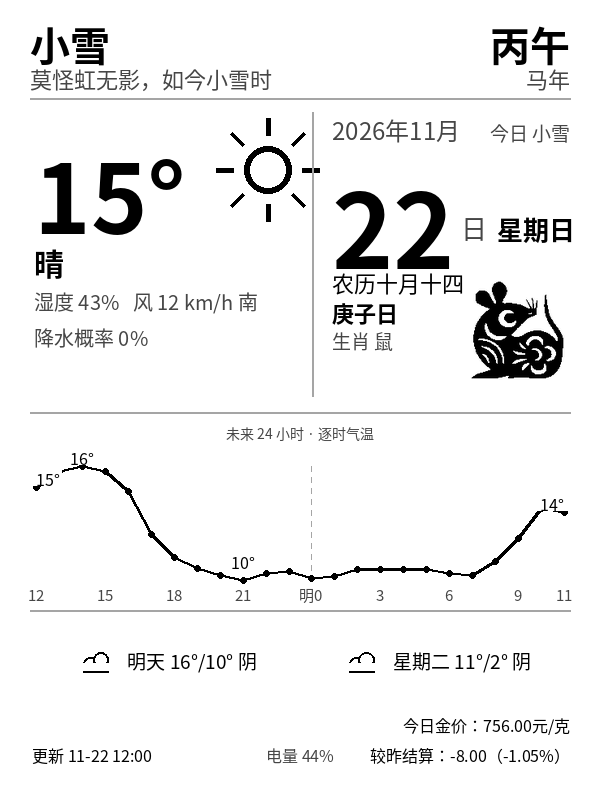 小雪
丙午
莫怪虹无影，如今小雪时
马年
15°
晴
湿度 43% 风 12 km/h 南
降水概率 0%
2026年11月 今日 小雪
22 日 星期日
农历十月十四
庚子日
生肖 鼠
未来 24 小时 · 逐时气温
15° 16° 10° 14°
12 15 18 21 明0 3 6 9 11
明天 16°/10° 阴
星期二 11°/2° 阴
今日金价：756.00元/克
更新 11-22 12:00 电量 44% 较昨结算：-8.00（-1.05%）